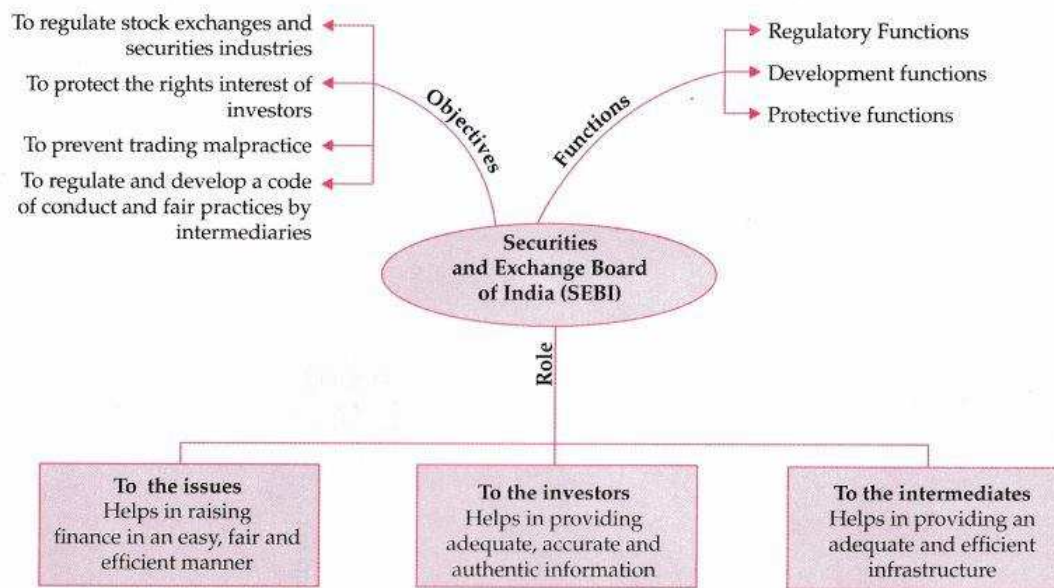 To regulate stock exchanges and
securities industries
To protect the rights interest of
investors
To prevent trading malpractice
To regulate and develop a code
of conduct and fair practices by
intermediaries
Objectives
Functions
Regulatory Functions
Development functions
Protective functions
Securities
and Exchange Board
of India (SEBI)
Role
To the issues
Helps in raising
finance in an easy, fair and
efficient manner
To the investors
Helps in providing
adequate, accurate and
authentic information
To the intermediates
Helps in providing an
adequate and efficient
infrastructure